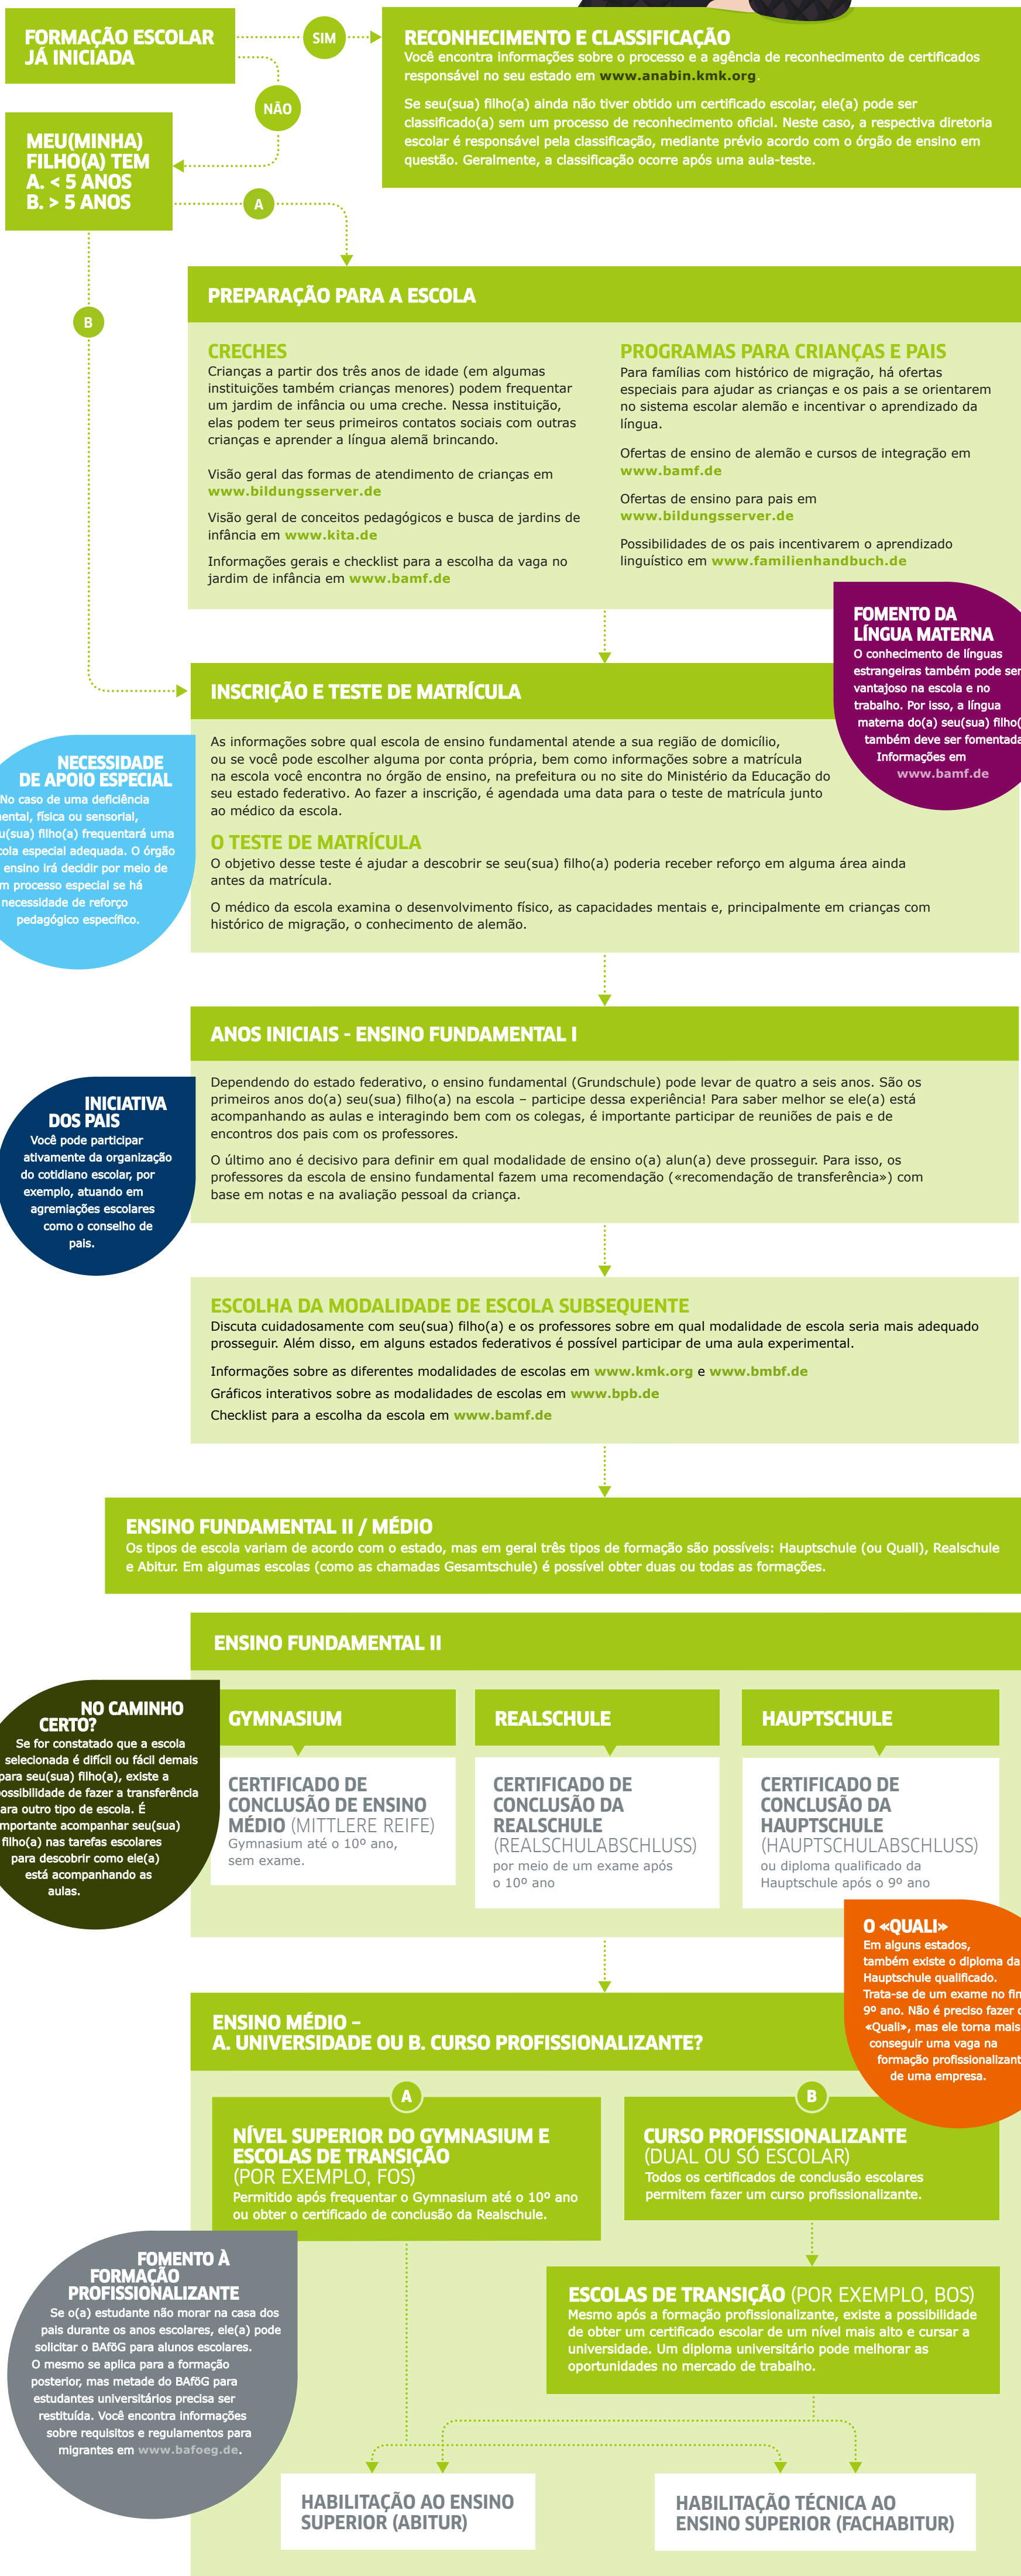 FORMAÇÃO ESCOLAR
JÁ INICIADA
SIM
NÃO
RECONHECIMENTO E CLASSIFICAÇÃO
Você encontra informações sobre o processo e a agência de reconhecimento de certificados
responsável no seu estado em www.anabin.kmk.org.
Se seu(sua) filho(a) ainda não tiver obtido um certificado escolar, ele(a) pode ser
classificado(a) sem um processo de reconhecimento oficial. Neste caso, a respectiva diretoria
escolar é responsável pela classificação, mediante prévio acordo com o órgão de ensino em
questão. Geralmente, a classificação ocorre após uma aula-teste.
MEU(MINHA)
FILHO(A) TEM
A. < 5 ANOS
B. > 5 ANOS
A
B
PREPARAÇÃO PARA A ESCOLA
CRECHES
Crianças a partir dos três anos de idade (em algumas
instituições também crianças menores) podem frequentar
um jardim de infância ou uma creche. Nessa instituição,
elas podem ter seus primeiros contatos sociais com outras
crianças e aprender a língua alemã brincando.
Visão geral das formas de atendimento de crianças em
www.bildungsserver.de
Visão geral de conceitos pedagógicos e busca de jardins de
infância em www.kita.de
Informações gerais e checklist para a escolha da vaga no
jardim de infância em www.bamf.de
PROGRAMAS PARA CRIANÇAS E PAIS
Para famílias com histórico de migração, há ofertas
especiais para ajudar as crianças e os pais a se orientarem
no sistema escolar alemão e incentivar o aprendizado da
língua.
Ofertas de ensino de alemão e cursos de integração em
www.bamf.de
Ofertas de ensino para pais em
www.bildungsserver.de
Possibilidades de os pais incentivarem o aprendizado
linguístico em www.familienhandbuch.de
FOMENTO DA
LÍNGUA MATERNA
O conhecimento de línguas
estrangeiras também pode ser
vantajoso na escola e no
trabalho. Por isso, a língua
materna do(a) seu(sua) filho(
também deve ser fomentada
Informações em
www.bamf.de
INSCRIÇÃO E TESTE DE MATRÍCULA
As informações sobre qual escola de ensino fundamental atende a sua região de domicílio,
ou se você pode escolher alguma por conta própria, bem como informações sobre a matrícula
na escola você encontra no órgão de ensino, na prefeitura ou no site do Ministério da Educação do
seu estado federativo. Ao fazer a inscrição, é agendada uma data para o teste de matrícula junto
ao médico da escola.
O TESTE DE MATRÍCULA
O objetivo desse teste é ajudar a descobrir se seu(sua) filho(a) poderia receber reforço em alguma área ainda
antes da matrícula.
O médico da escola examina o desenvolvimento físico, as capacidades mentais e, principalmente em crianças com
histórico de migração, o conhecimento de alemão.
NECESSIDADE
DE APOIO ESPECIAL
No caso de uma deficiência
ental, física ou sensorial,
u(sua) filho(a) frequentará uma
cola especial adequada. O órgão
ensino irá decidir por meio de
m processo especial se há
necessidade de reforço
pedagógico específico.
ANOS INICIAIS - ENSINO FUNDAMENTAL I
Dependendo do estado federativo, o ensino fundamental (Grundschule) pode levar de quatro a seis anos. São os
primeiros anos do(a) seu(sua) filho(a) na escola – participe dessa experiência! Para saber melhor se ele(a) está
acompanhando as aulas e interagindo bem com os colegas, é importante participar de reuniões de pais e de
encontros dos pais com os professores.
O último ano é decisivo para definir em qual modalidade de ensino o(a) alun(a) deve prosseguir. Para isso, os
professores da escola de ensino fundamental fazem uma recomendação («recomendação de transferência») com
base em notas e na avaliação pessoal da criança.
INICIATIVA
DOS PAIS
Você pode participar
ativamente da organização
do cotidiano escolar, por
exemplo, atuando em
agremiações escolares
como o conselho de
pais.
ESCOLHA DA MODALIDADE DE ESCOLA SUBSEQUENTE
Discuta cuidadosamente com seu(sua) filho(a) e os professores sobre em qual modalidade de escola seria mais adequado
prosseguir. Além disso, em alguns estados federativos é possível participar de uma aula experimental.
Informações sobre as diferentes modalidades de escolas em www.kmk.org e www.bmbf.de
Gráficos interativos sobre as modalidades de escolas em www.bpb.de
Checklist para a escolha da escola em www.bamf.de
ENSINO FUNDAMENTAL II / MÉDIO
Os tipos de escola variam de acordo com o estado, mas em geral três tipos de formação são possíveis: Hauptschule (ou Quali), Realschule
e Abitur. Em algumas escolas (como as chamadas Gesamtschule) é possível obter duas ou todas as formações.
ENSINO FUNDAMENTAL II
NO CAMINHO
CERTO?
Se for constatado que a escola
selecionada é difícil ou fácil demais
para seu(sua) filho(a), existe a
possibilidade de fazer a transferência
ara outro tipo de escola. É
mportante acompanhar seu(sua)
filho(a) nas tarefas escolares
para descobrir como ele(a)
está acompanhando as
aulas.
GYMNASIUM
CERTIFICADO DE
CONCLUSÃO DE ENSINO
MÉDIO (MITTLERE REIFE)
Gymnasium até o 10º ano,
sem exame.
REALSCHULE
CERTIFICADO DE
CONCLUSÃO DA
REALSCHULE
(REALSCHULABSCHLUSS)
por meio de um exame após
o 10º ano
HAUPTSCHULE
CERTIFICADO DE
CONCLUSÃO DA
HAUPTSCHULE
(HAUPTSCHULABSCHLUSS)
ou diploma qualificado da
Hauptschule após o 9º ano
O «QUALI»
Em alguns estados,
também existe o diploma da
Hauptschule qualificado.
Trata-se de um exame no fin
9º ano. Não é preciso fazer o
«Quali», mas ele torna mais
conseguir uma vaga na
formação profissionalizant
de uma empresa.
ENSINO MÉDIO –
A. UNIVERSIDADE OU B. CURSO PROFISSIONALIZANTE?
A
NÍVEL SUPERIOR DO GYMNASIUM E
ESCOLAS DE TRANSIÇÃO
(POR EXEMPLO, FOS)
Permitido após frequentar o Gymnasium até o 10º ano
ou obter o certificado de conclusão da Realschule.
B
CURSO PROFISSIONALIZANTE
(DUAL OU SÓ ESCOLAR)
Todos os certificados de conclusão escolares
permitem fazer um curso profissionalizante.
FOMENTO À
FORMAÇÃO
PROFISSIONALIZANTE
Se o(a) estudante não morar na casa dos
pais durante os anos escolares, ele(a) pode
solicitar o BAföG para alunos escolares.
O mesmo se aplica para a formação
posterior, mas metade do BAföG para
estudantes universitários precisa ser
restituída. Você encontra informações
sobre requisitos e regulamentos para
migrantes em www.bafoeg.de.
ESCOLAS DE TRANSIÇÃO (POR EXEMPLO, BOS)
Mesmo após a formação profissionalizante, existe a possibilidade
de obter um certificado escolar de um nível mais alto e cursar a
universidade. Um diploma universitário pode melhorar as
oportunidades no mercado de trabalho.
HABILITAÇÃO AO ENSINO
SUPERIOR (ABITUR)
HABILITAÇÃO TÉCNICA AO
ENSINO SUPERIOR (FACHABITUR)